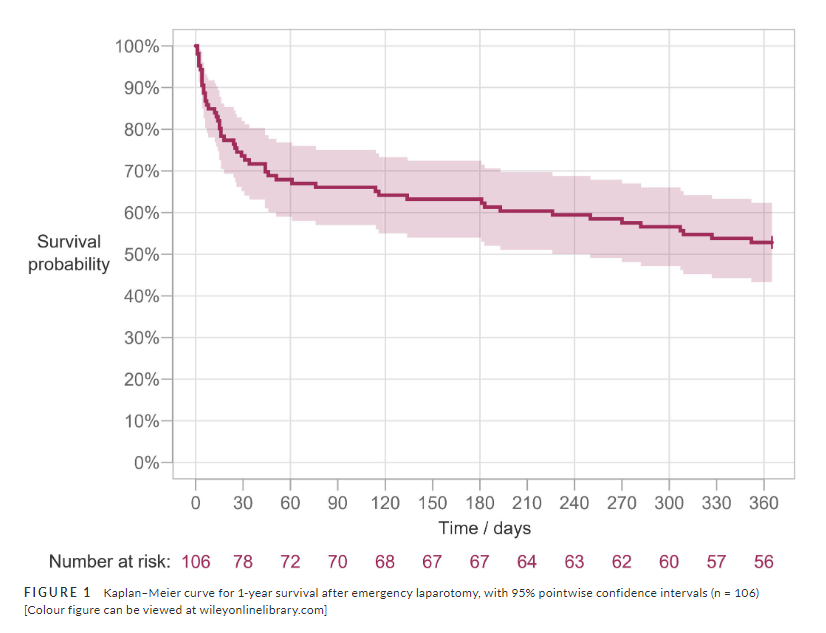 100%
90%
80%
70%
60%
50%
40%
30%
20%
10%
0%
Survival
probability
0 30 60 90 120 150 180 210 240 270 300 330 360
Time / days
Number at risk: 106 78 72 70 68 67 67 64 63 62 60 57 56
FIGURE 1 Kaplan–Meier curve for 1-year survival after emergency laparotomy, with 95% pointwise confidence intervals (n = 106)
[Colour figure can be viewed at wileyonlinelibrary.com]